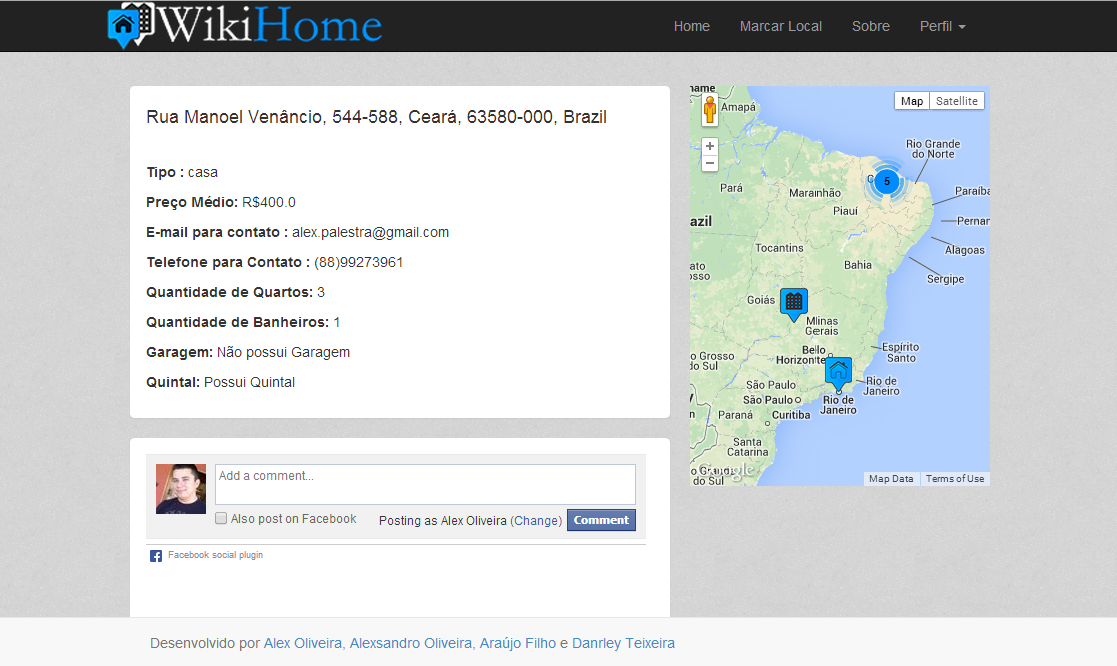 WikiHome
Home
Marcar Local
Sobre
Perfil
Rua Manoel Venâncio, 544-588, Ceará, 63580-000, Brazil
Tipo : casa
Preço Médio: R$400.0
E-mail para contato : alex.palestra@gmail.com
Telefone para Contato : (88)99273961
Quantidade de Quartos: 3
Quantidade de Banheiros: 1
Garagem: Não possui Garagem
Quintal: Possui Quintal
Add a comment...
Also post on Facebook
Posting as Alex Oliveira (Change)
Comment
Facebook social plugin
Map
Satellite
Amapá
+
−
Rio Grande
do Norte
5
Pará
Maranhão
Piauí
Tocantins
Bahia
Alagoas
Sergipe
Goiás
Minas
Gerais
Belo
Horizonte
Espírito
Santo
São Paulo
São Paulo
Rio de
Janeiro
Rio de
Janeiro
Paraná
Curitiba
Santa
Catarina
do Sul
do Sul
Map Data
Terms of Use
Desenvolvido por Alex Oliveira, Alexsandro Oliveira, Araújo Filho e Danrley Teixeira